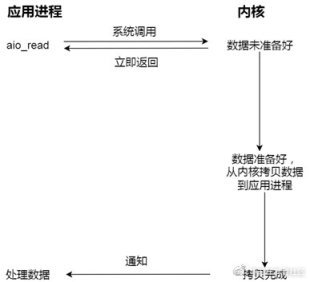 应用进程
内核
系统调用
aio_read
数据未准备好
立即返回
数据准备好，
从内核拷贝数据
到应用进程
通知
处理数据
拷贝完成